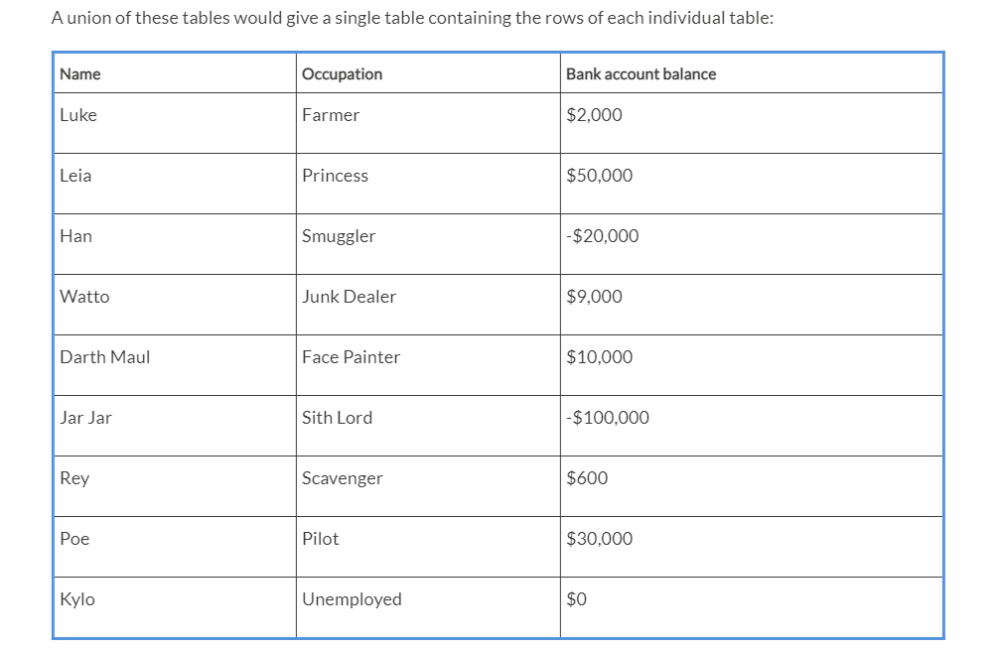 A union of these tables would give a single table containing the rows of each individual table:
Name Occupation Bank account balance
Luke Farmer $2,000
Leia Princess $50,000
Han Smuggler -$20,000
Watto Junk Dealer $9,000
Darth Maul Face Painter $10,000
Jar Jar Sith Lord -$100,000
Rey Scavenger $600
Poe Pilot $30,000
Kylo Unemployed $0